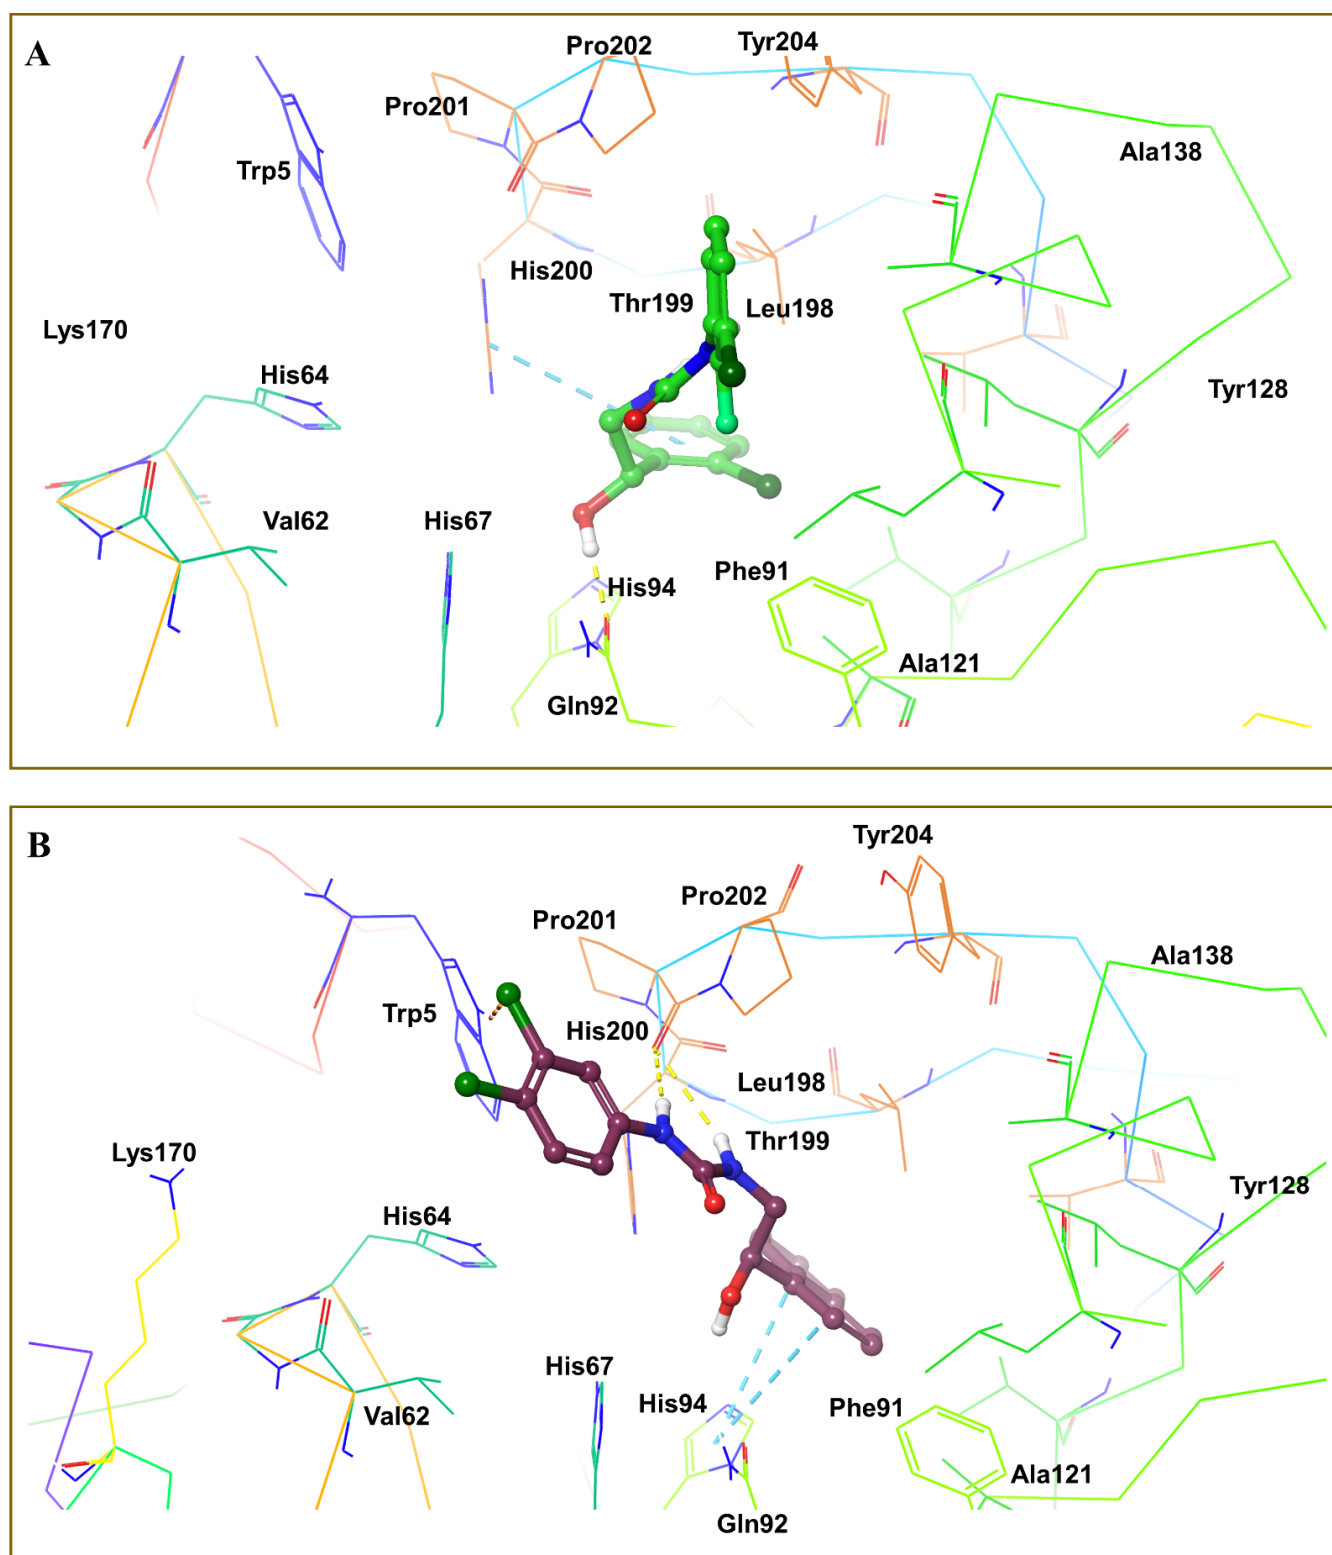 A
Pro202
Tyr204
Pro201
Ala138
Trp5
His200
Thr199
Leu198
Lys170
His64
Tyr128
Val62
His67
His94
Phe91
Ala121
Gln92
B
Tyr204
Pro202
Pro201
Ala138
Trp5
His200
Leu198
Thr199
Lys170
Tyr128
His64
His67
His94
Phe91
Val62
Ala121
Gln92